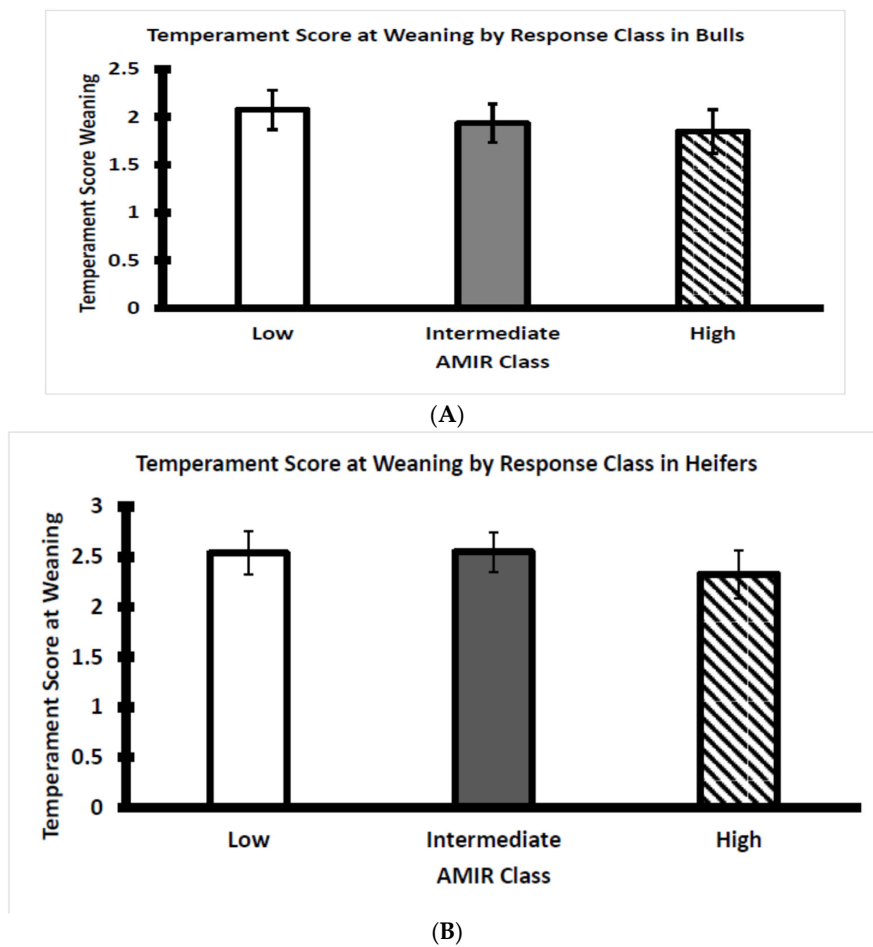 Temperament Score at Weaning by Response Class in Bulls
Temperament Score Weaning
2.5
2
1.5
1
0.5
0
Low Intermediate High
AMIR Class
(A)
Temperament Score at Weaning by Response Class in Heifers
Temperament Score at Weaning
3
2.5
2
1.5
1
0.5
0
Low Intermediate High
AMIR Class
(B)